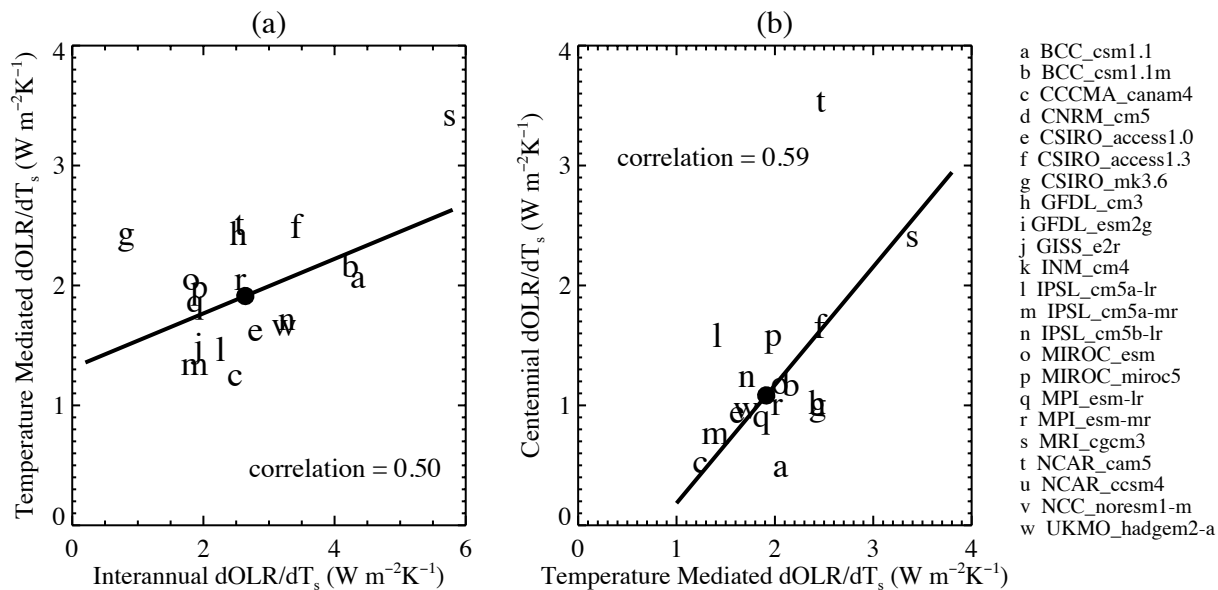 (a)
Temperature Mediated dOLR/dTₛ (W m⁻²K⁻¹)
4
3
2
1
0
s
g
t
f
h
b
a
o
p
r
d
q
e
n
w
j
l
m
c
correlation = 0.50
0 2 4 6
Interannual dOLR/dTₛ (W m⁻²K⁻¹)
(b)
Centennial dOLR/dTₛ (W m⁻²K⁻¹)
4
3
2
1
0
t
correlation = 0.59
s
f
l
p
n
o
b
w
r
h
g
e
q
m
c
a
0 1 2 3 4
Temperature Mediated dOLR/dTₛ (W m⁻²K⁻¹)
a BCC_csm1.1
b BCC_csm1.1m
c CCCMA_canam4
d CNRM_cm5
e CSIRO_access1.0
f CSIRO_access1.3
g CSIRO_mk3.6
h GFDL_cm3
i GFDL_esm2g
j GISS_e2r
k INM_cm4
l IPSL_cm5a-lr
m IPSL_cm5a-mr
n IPSL_cm5b-lr
o MIROC_esm
p MIROC_miroc5
q MPI_esm-lr
r MPI_esm-mr
s MRI_cgcm3
t NCAR_cam5
u NCAR_ccsm4
v NCC_noresm1-m
w UKMO_hadgem2-a